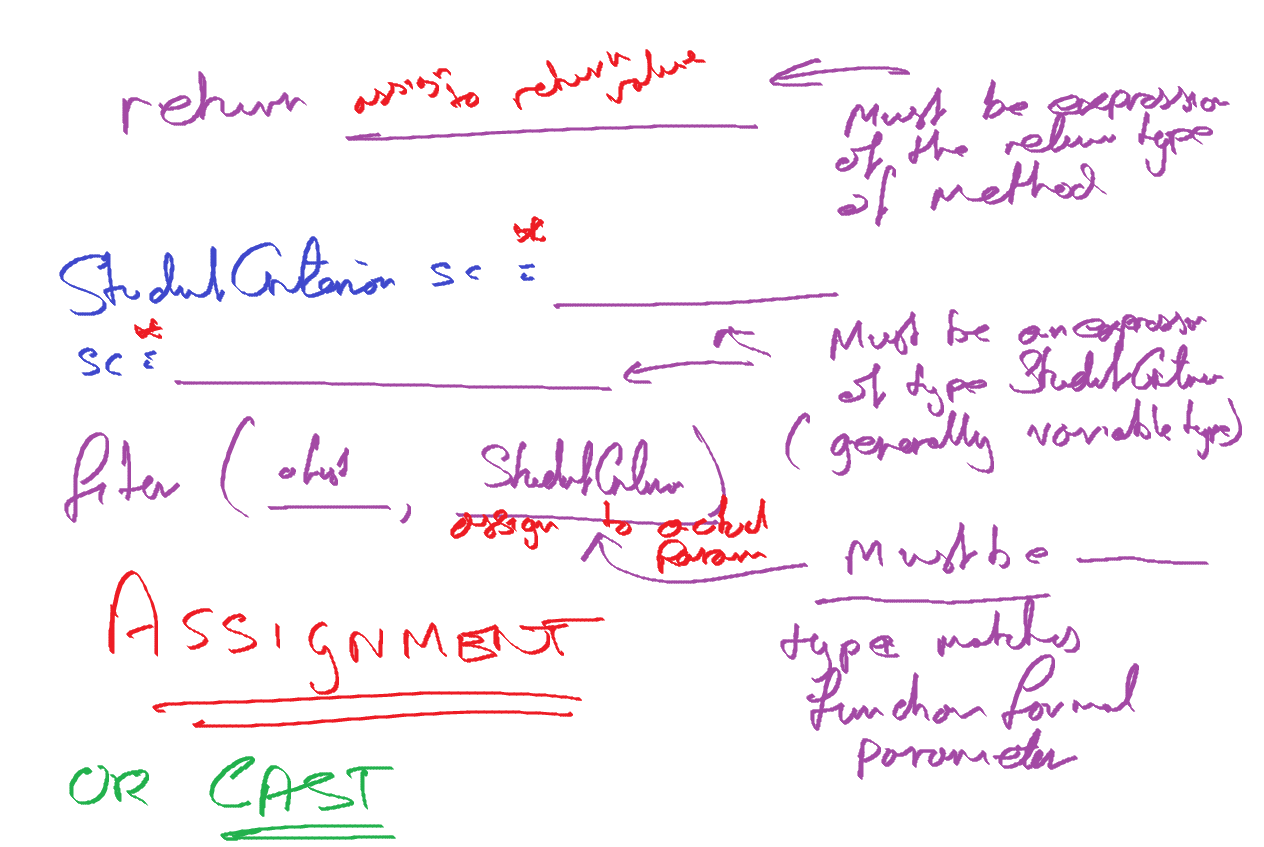 return assign to return value
Must be expression
of the return type
of method
*
StudentCriterion sc =
*
sc =
Must be an expression
of type StudentCriterion
(generally variable type)
filter ( , StudentCriterion )
assign to actual
param
Must be
type matches
function formal
parameter
ASSIGNMENT
OR CAST